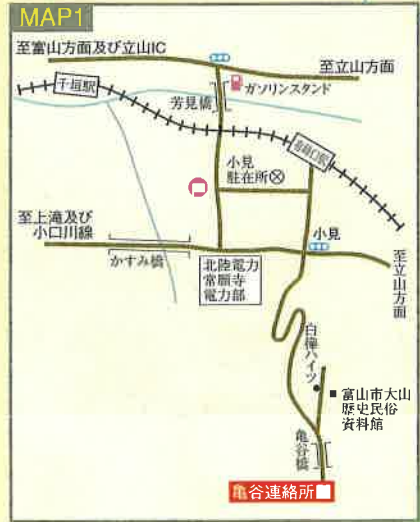 MAP1
至富山方面及び立山IC
至立山方面
千垣駅
ガソリンスタンド
芳見橋
小見
駐在所
至上滝及び
小口川線
かすみ橋
小見
至立山方面
北陸電力
常願寺
電力部
白樺ハイツ
富山市大山
歴史民俗
資料館
亀谷橋
亀谷連絡所